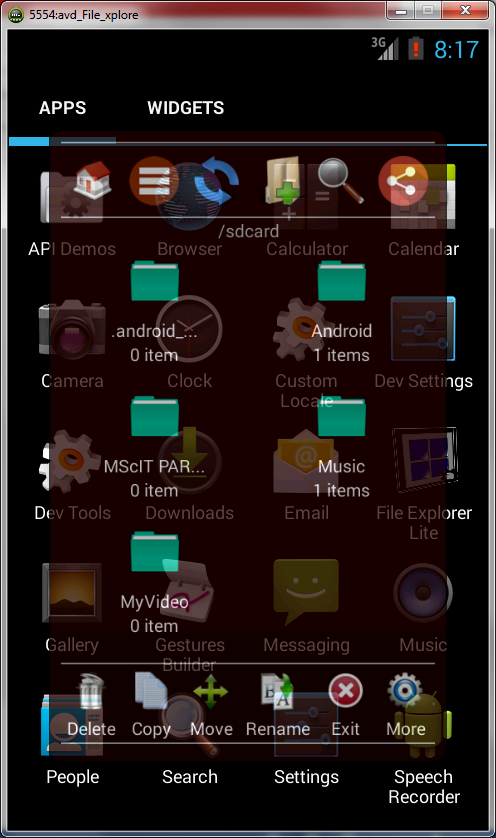 5554:avd_File_xplore
3G 8:17
APPS WIDGETS
/sdcard
API Demos Browser Calculator Calendar
.android_... Android
0 item 1 items
Camera Clock Custom Locale Dev Settings
MScIT PAR... Music
0 item 1 items
Dev Tools Downloads Email File Explorer Lite
MyVideo
0 item
Gallery Gestures Builder Messaging Music
Delete Copy Move Rename Exit More
People Search Settings Speech Recorder